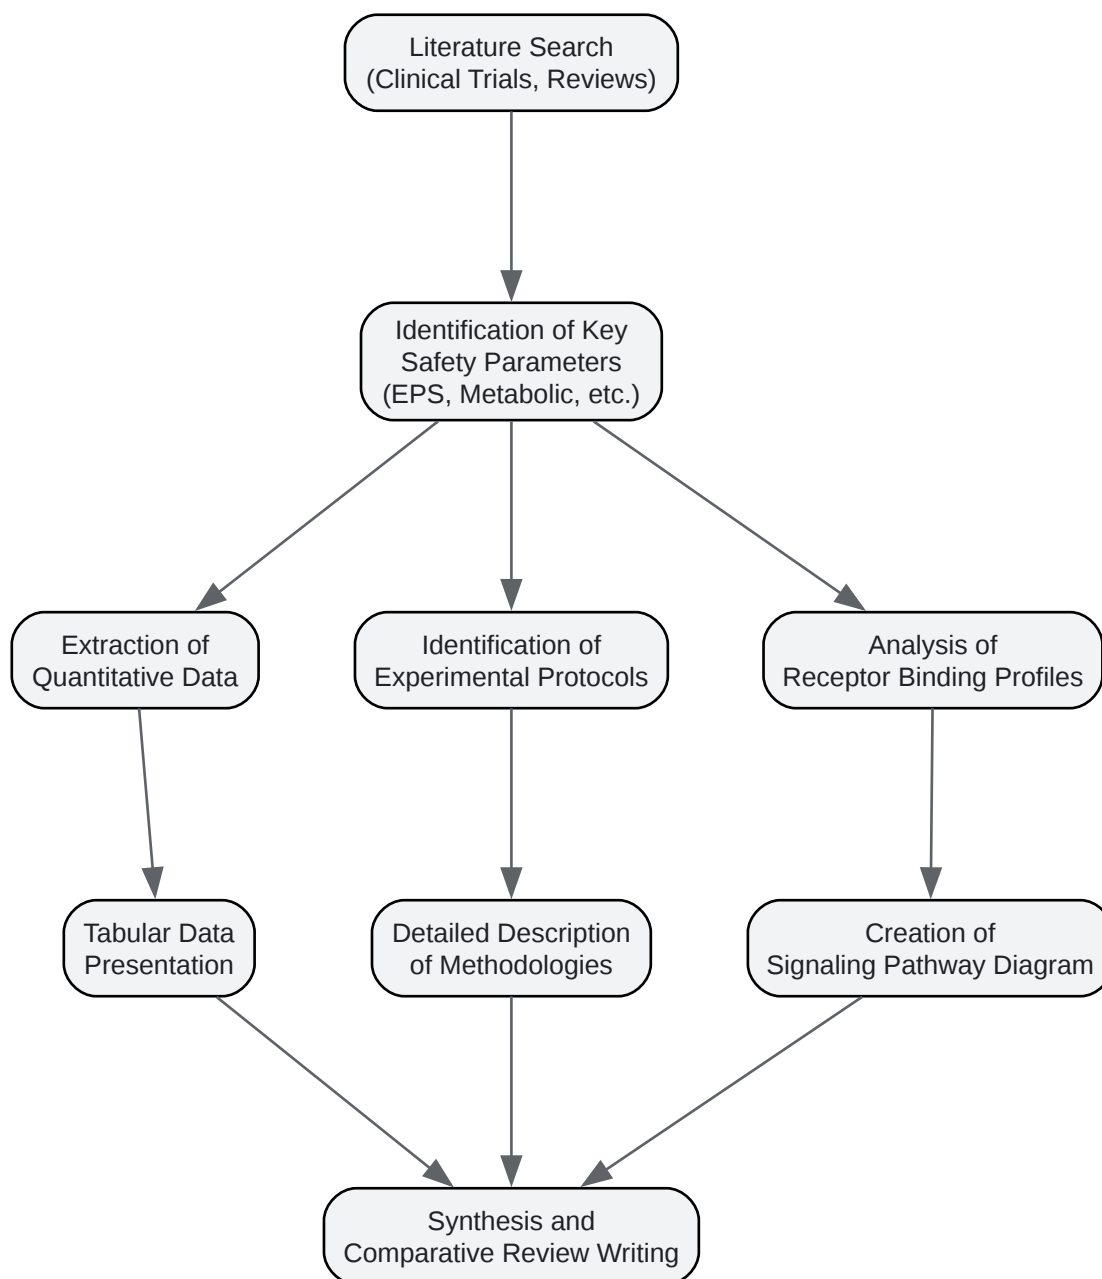 Literature Search
(Clinical Trials, Reviews)
Identification of Key
Safety Parameters
(EPS, Metabolic, etc.)
Extraction of
Quantitative Data
Identification of
Experimental Protocols
Analysis of
Receptor Binding Profiles
Tabular Data
Presentation
Detailed Description
of Methodologies
Creation of
Signaling Pathway Diagram
Synthesis and
Comparative Review Writing